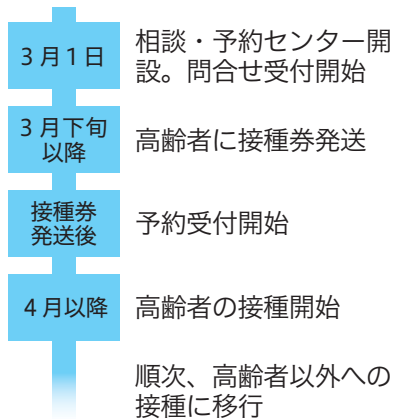 3月1日
相談・予約センター開
設。問合せ受付開始
3月下旬
以降
高齢者に接種券発送
接種券
発送後
予約受付開始
4月以降
高齢者の接種開始
順次、高齢者以外への
接種に移行